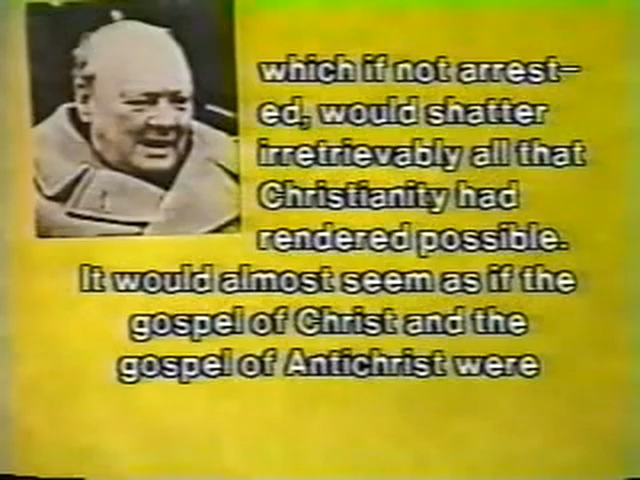 which if not arrest-
ed, would shatter
irretrievably all that
Christianity had
rendered possible.
It would almost seem as if the
gospel of Christ and the
gospel of Antichrist were